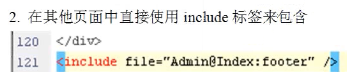 2. 在其他页面中直接使用 include 标签来包含
120 </div>
121 <include file="Admin@Index:footer" />